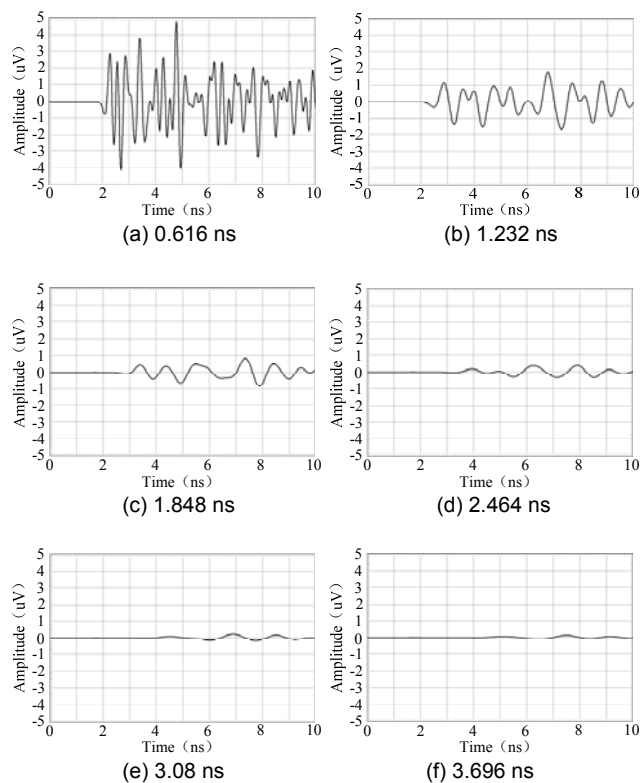 Amplitude（uV）
5
4
3
2
1
0
-1
-2
-3
-4
-5
0 2 4 6 8 10
Time（ns）
(a) 0.616 ns
Amplitude（uV）
5
4
3
2
1
0
-1
-2
-3
-4
-5
0 2 4 6 8 10
Time（ns）
(b) 1.232 ns
Amplitude（uV）
5
4
3
2
1
0
-1
-2
-3
-4
-5
0 2 4 6 8 10
Time（ns）
(c) 1.848 ns
Amplitude（uV）
5
4
3
2
1
0
-1
-2
-3
-4
-5
0 2 4 6 8 10
Time（ns）
(d) 2.464 ns
Amplitude（uV）
5
4
3
2
1
0
-1
-2
-3
-4
-5
0 2 4 6 8 10
Time（ns）
(e) 3.08 ns
Amplitude（uV）
5
4
3
2
1
0
-1
-2
-3
-4
-5
0 2 4 6 8 10
Time（ns）
(f) 3.696 ns